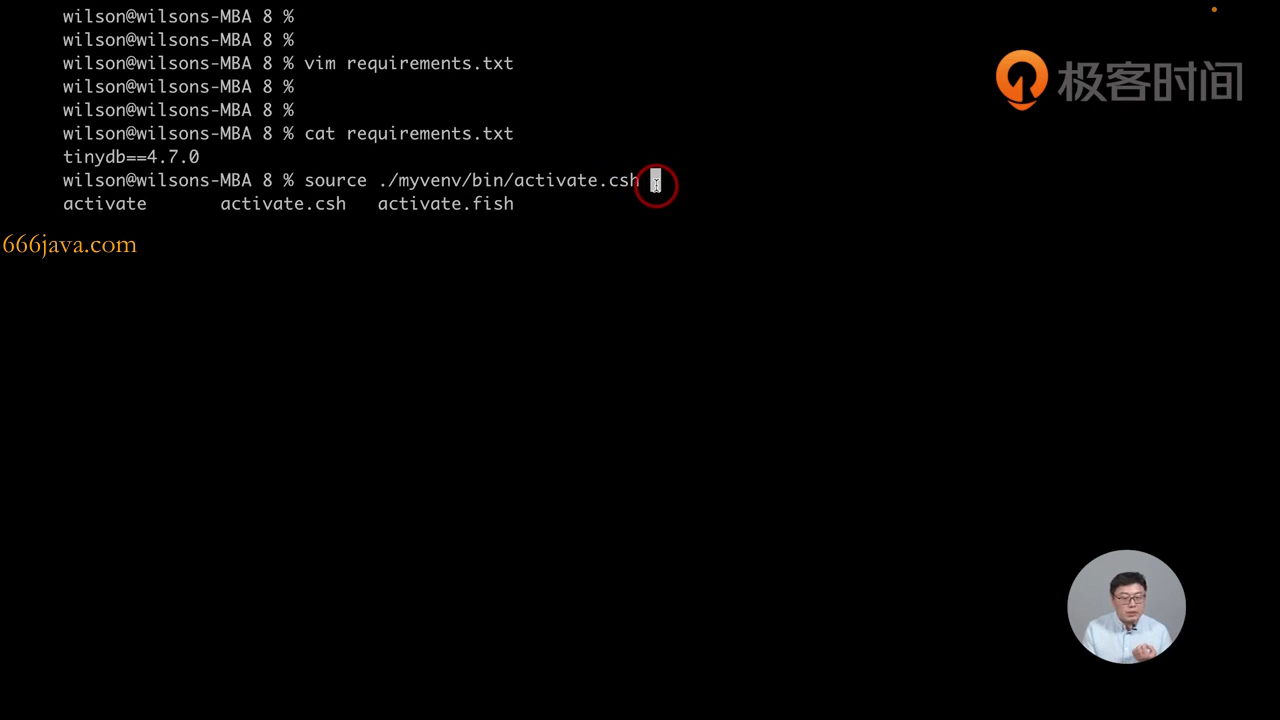 wilson@wilsons-MBA 8 %
wilson@wilsons-MBA 8 %
wilson@wilsons-MBA 8 % vim requirements.txt
wilson@wilsons-MBA 8 %
wilson@wilsons-MBA 8 %
wilson@wilsons-MBA 8 % cat requirements.txt
tinydb==4.7.0
wilson@wilsons-MBA 8 % source ./myvenv/bin/activate.csh
activate activate.csh activate.fish
极客时间
666java.com